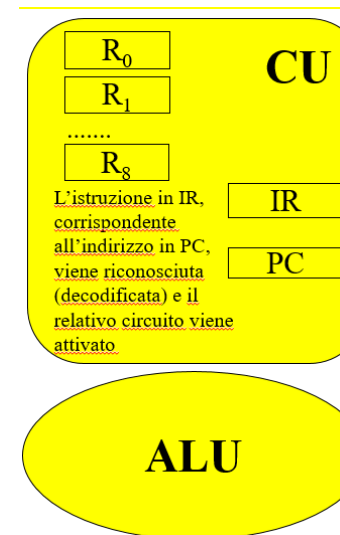 R0
CU
R1
.......
R8
L'istruzione in IR,
corrispondente
all'indirizzo in PC,
viene riconosciuta
(decodificata) e il
relativo circuito viene
attivato
IR
PC
ALU